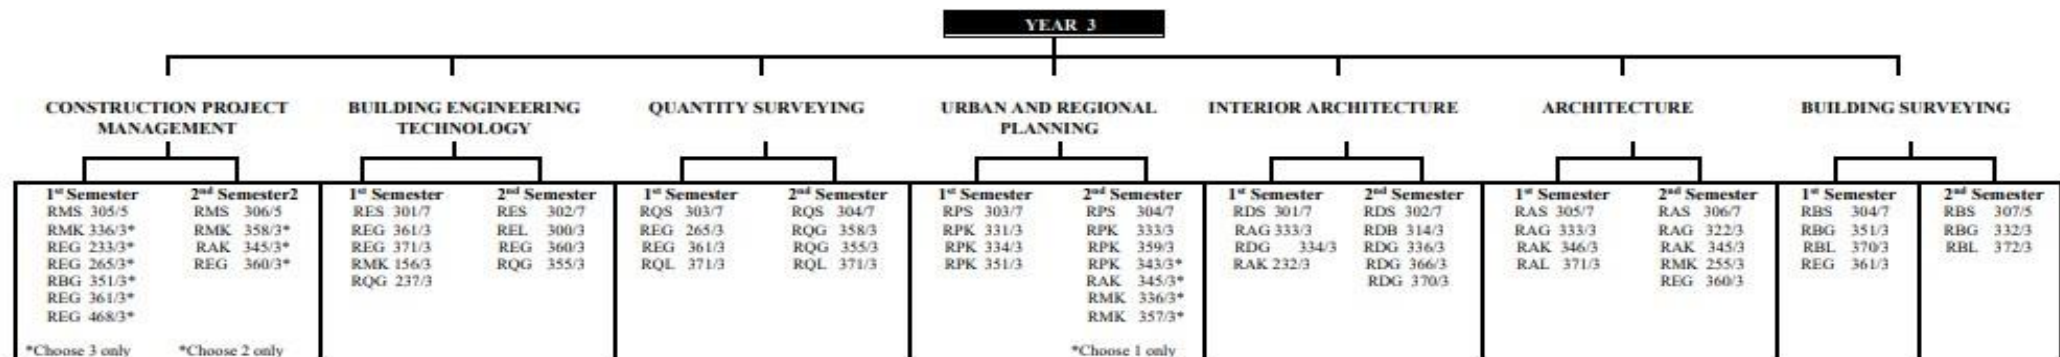 YEAR 3
CONSTRUCTION PROJECT
MANAGEMENT
1st Semester
RMS 305/5
RMK 336/3*
REG 233/3*
REG 265/3*
RBG 351/3*
REG 361/3*
REG 468/3*
*Choose 3 only
2nd Semester2
RMS 306/5
RMK 358/3*
RAK 345/3*
REG 360/3*
*Choose 2 only
BUILDING ENGINEERING
TECHNOLOGY
1st Semester
RES 301/7
REG 361/3
REG 371/3
RMK 156/3
RQG 237/3
2nd Semester
RES 302/7
REL 300/3
REG 360/3
RQG 355/3
QUANTITY SURVEYING
1st Semester
RQS 303/7
REG 265/3
REG 361/3
RQL 371/3
2nd Semester
RQS 304/7
RQG 358/3
RQG 355/3
RQL 371/3
URBAN AND REGIONAL
PLANNING
1st Semester
RPS 303/7
RPK 331/3
RPK 334/3
RPK 351/3
2nd Semester
RPS 304/7
RPK 333/3
RPK 359/3
RPK 343/3*
RAK 345/3*
RMK 336/3*
RMK 357/3*
*Choose 1 only
INTERIOR ARCHITECTURE
1st Semester
RDS 301/7
RAG 333/3
RDG 334/3
RAK 232/3
2nd Semester
RDS 302/7
RDB 314/3
RDG 336/3
RDG 366/3
RDG 370/3
ARCHITECTURE
1st Semester
RAS 305/7
RAG 333/3
RAK 346/3
RAL 371/3
2nd Semester
RAS 306/7
RAG 322/3
RAK 345/3
RMK 255/3
REG 360/3
BUILDING SURVEYING
1st Semester
RBS 304/7
RBG 351/3
RBL 370/3
REG 361/3
2nd Semester
RBS 307/5
RBG 332/3
RBL 372/3